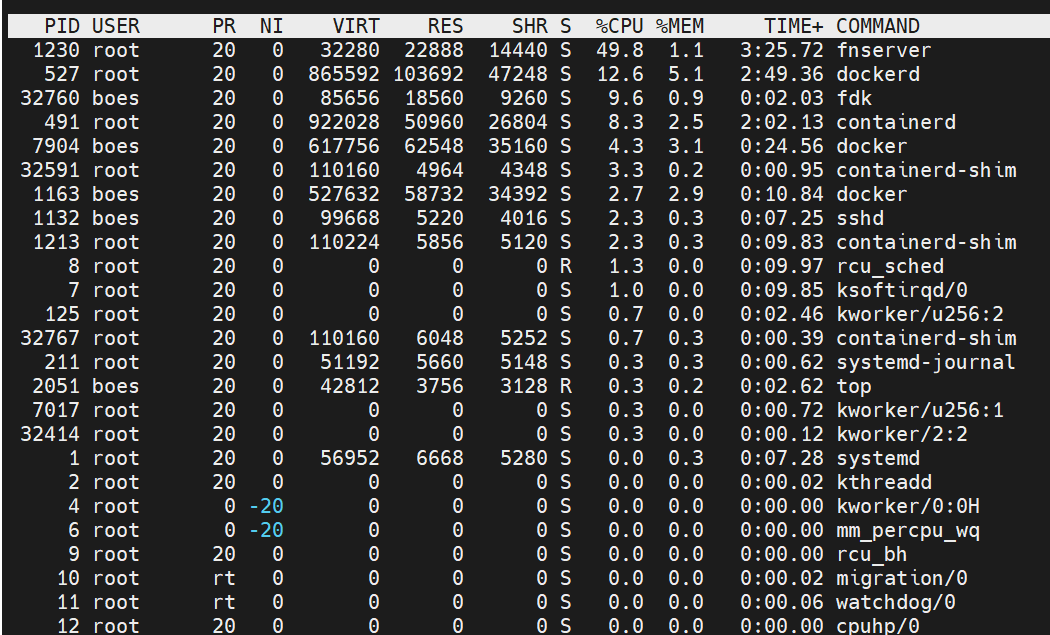 PID USER PR NI VIRT RES SHR S %CPU %MEM TIME+ COMMAND
1230 root 20 0 32280 22888 14440 S 49.8 1.1 3:25.72 fnserver
527 root 20 0 865592 103692 47248 S 12.6 5.1 2:49.36 dockerd
32760 boes 20 0 85656 18560 9260 S 9.6 0.9 0:02.03 fdk
491 root 20 0 922028 50960 26804 S 8.3 2.5 2:02.13 containerd
7904 boes 20 0 617756 62548 35160 S 4.3 3.1 0:24.56 docker
32591 root 20 0 110160 4964 4348 S 3.3 0.2 0:00.95 containerd-shim
1163 boes 20 0 527632 58732 34392 S 2.7 2.9 0:10.84 docker
1132 boes 20 0 99668 5220 4016 S 2.3 0.3 0:07.25 sshd
1213 root 20 0 110224 5856 5120 S 2.3 0.3 0:09.83 containerd-shim
8 root 20 0 0 0 0 R 1.3 0.0 0:09.97 rcu_sched
7 root 20 0 0 0 0 S 1.0 0.0 0:09.85 ksoftirqd/0
125 root 20 0 0 0 0 S 0.7 0.0 0:02.46 kworker/u256:2
32767 root 20 0 110160 6048 5252 S 0.7 0.3 0:00.39 containerd-shim
211 root 20 0 51192 5660 5148 S 0.3 0.3 0:00.62 systemd-journal
2051 boes 20 0 42812 3756 3128 R 0.3 0.2 0:02.62 top
7017 root 20 0 0 0 0 S 0.3 0.0 0:00.72 kworker/u256:1
32414 root 20 0 0 0 0 S 0.3 0.0 0:00.12 kworker/2:2
1 root 20 0 56952 6668 5280 S 0.0 0.3 0:07.28 systemd
2 root 20 0 0 0 0 S 0.0 0.0 0:00.02 kthreadd
4 root 0 -20 0 0 0 S 0.0 0.0 0:00.00 kworker/0:0H
6 root 0 -20 0 0 0 S 0.0 0.0 0:00.00 mm_percpu_wq
9 root 20 0 0 0 0 S 0.0 0.0 0:00.00 rcu_bh
10 root rt 0 0 0 0 S 0.0 0.0 0:00.02 migration/0
11 root rt 0 0 0 0 S 0.0 0.0 0:00.06 watchdog/0
12 root 20 0 0 0 0 S 0.0 0.0 0:00.00 cpuhp/0